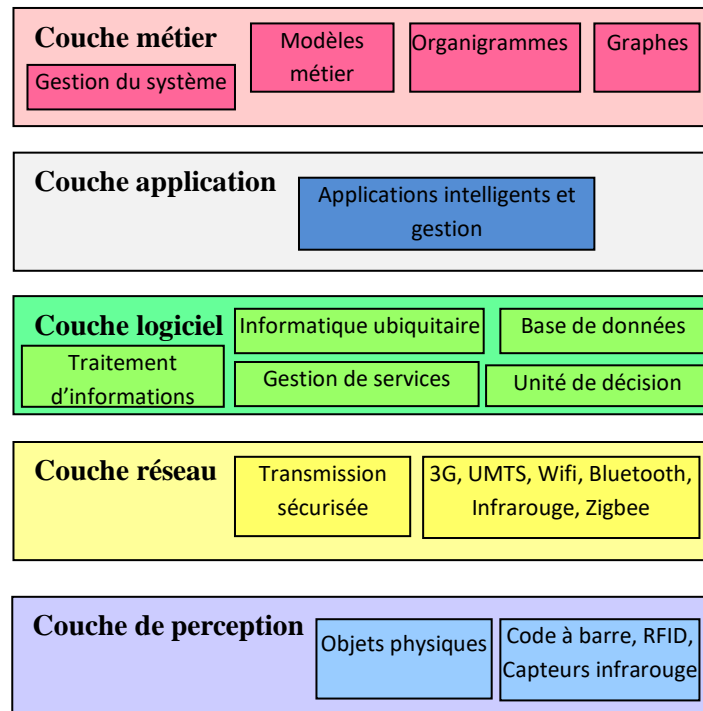 Couche métier
Gestion du système
Modèles
métier
Organigrammes
Graphes
Couche application
Applications intelligents et
gestion
Couche logiciel
Informatique ubiquitaire
Base de données
Traitement
d’informations
Gestion de services
Unité de décision
Couche réseau
Transmission
sécurisée
3G, UMTS, Wifi, Bluetooth,
Infrarouge, Zigbee
Couche de perception
Objets physiques
Code à barre, RFID,
Capteurs infrarouge